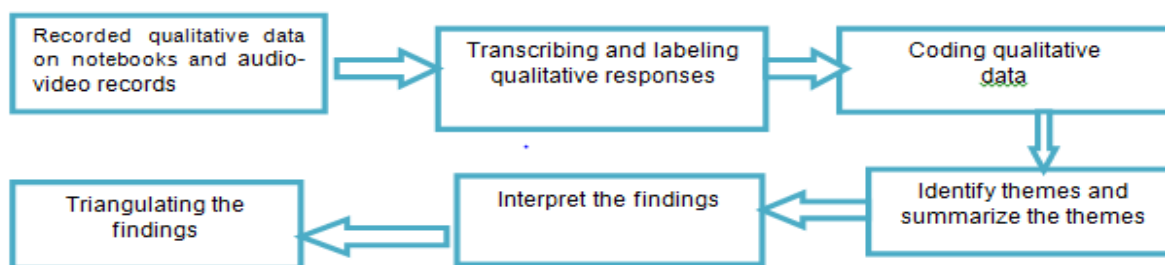 Recorded qualitative data
on notebooks and audio-
video records
Transcribing and labeling
qualitative responses
Coding qualitative
data
Identify themes and
summarize the themes
Interpret the findings
Triangulating the
findings